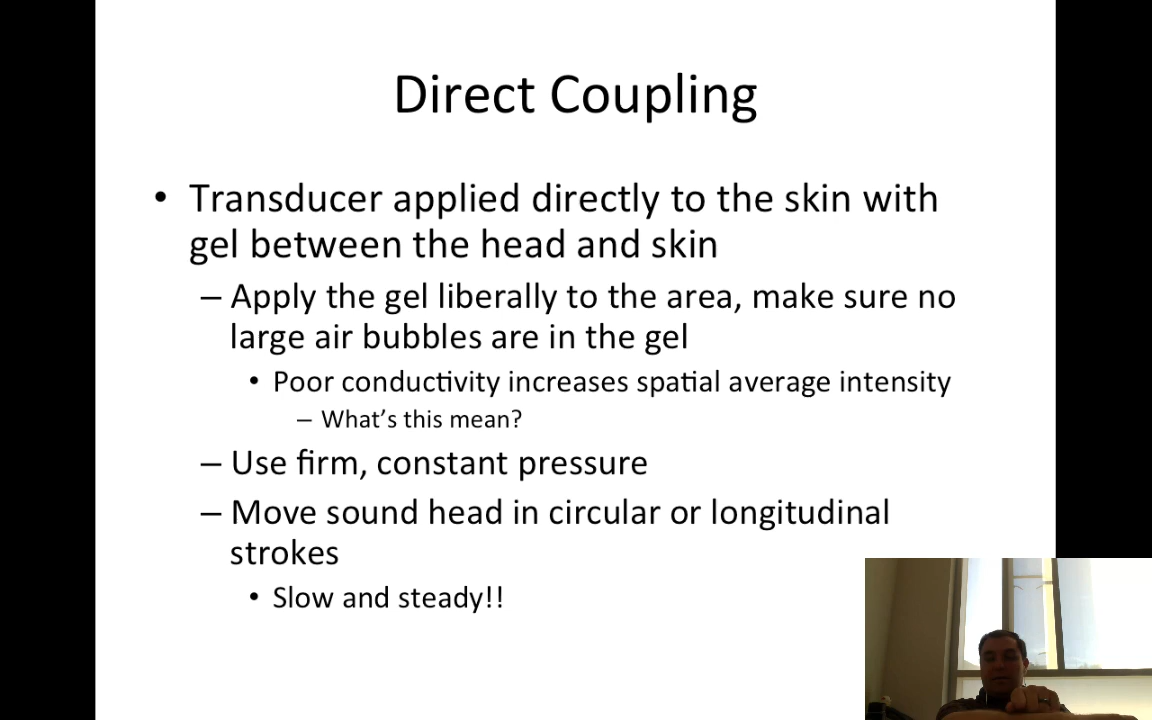 Direct Coupling
• Transducer applied directly to the skin with
gel between the head and skin
– Apply the gel liberally to the area, make sure no
large air bubbles are in the gel
• Poor conductivity increases spatial average intensity
– What's this mean?
– Use firm, constant pressure
– Move sound head in circular or longitudinal
strokes
• Slow and steady!!